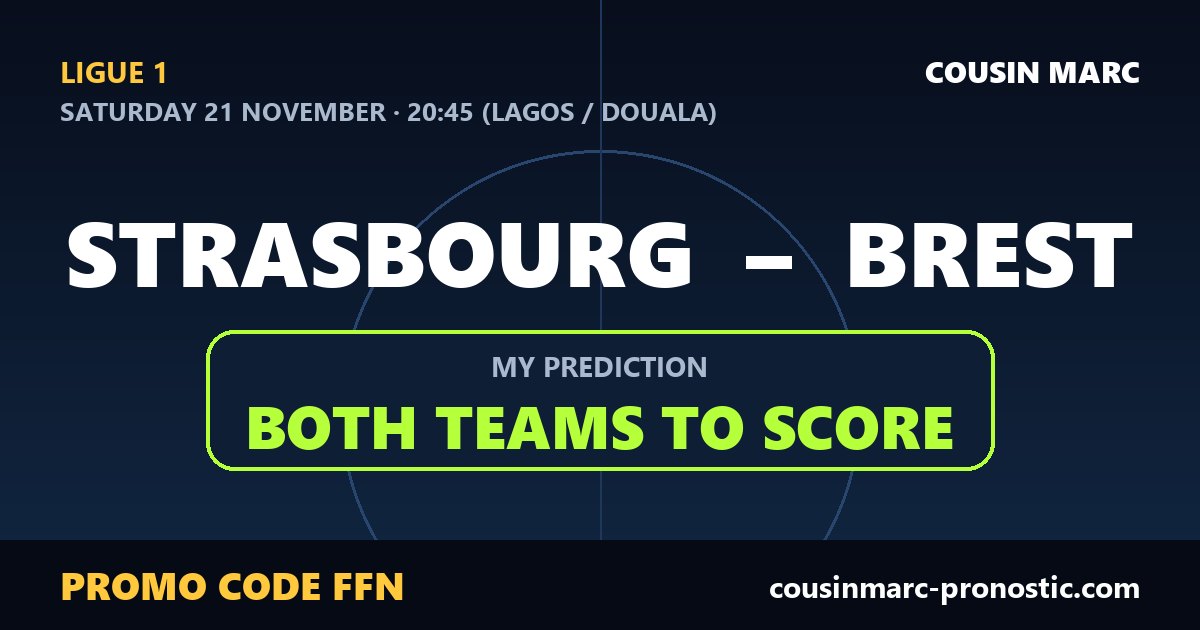 LIGUE 1
COUSIN MARC
SATURDAY 21 NOVEMBER · 20:45 (LAGOS / DOUALA)
STRASBOURG – BREST
MY PREDICTION
BOTH TEAMS TO SCORE
PROMO CODE FFN
cousinmarc-pronostic.com